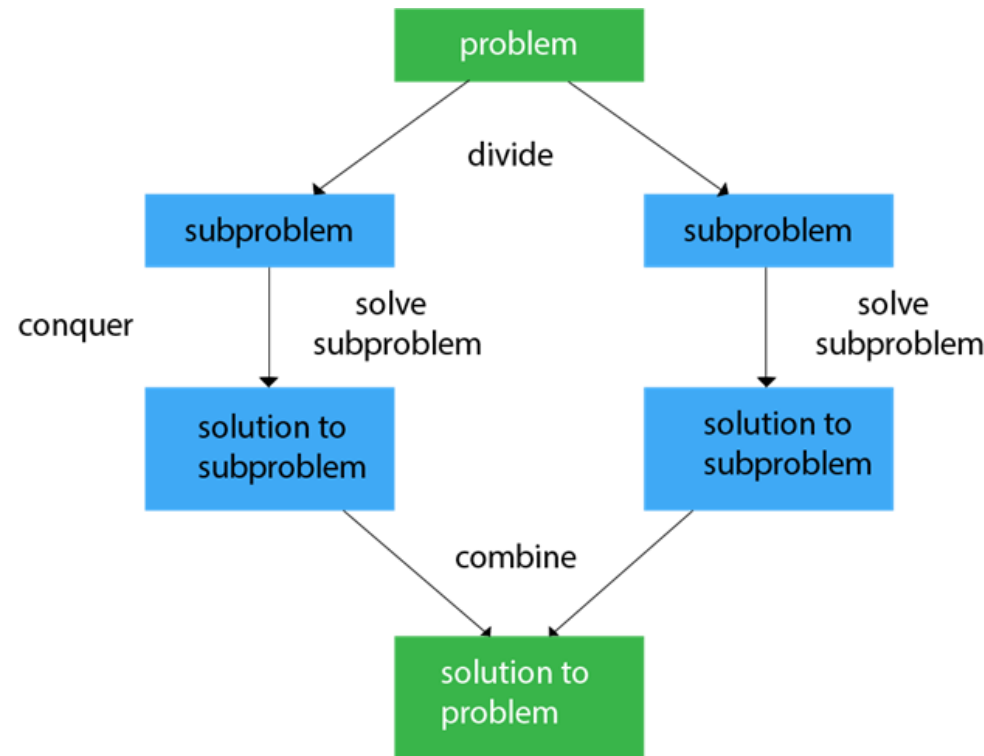 problem
divide
subproblem
subproblem
conquer
solve
subproblem
solve
subproblem
solution to
subproblem
solution to
subproblem
combine
solution to
problem